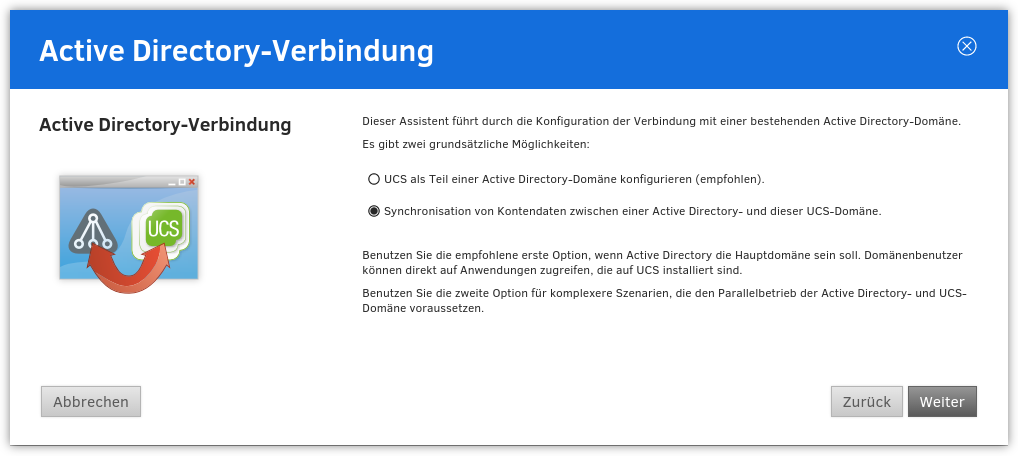 Active Directory-Verbindung
Active Directory-Verbindung
UCS
Dieser Assistent führt durch die Konfiguration der Verbindung mit einer bestehenden Active Directory-Domäne.
Es gibt zwei grundsätzliche Möglichkeiten:
UCS als Teil einer Active Directory-Domäne konfigurieren (empfohlen).
Synchronisation von Kontendaten zwischen einer Active Directory- und dieser UCS-Domäne.
Benutzen Sie die empfohlene erste Option, wenn Active Directory die Hauptdomäne sein soll. Domänenbenutzer
können direkt auf Anwendungen zugreifen, die auf UCS installiert sind.
Benutzen Sie die zweite Option für komplexere Szenarien, die den Parallelbetrieb der Active Directory- und UCS-
Domäne voraussetzen.
Abbrechen
Zurück
Weiter